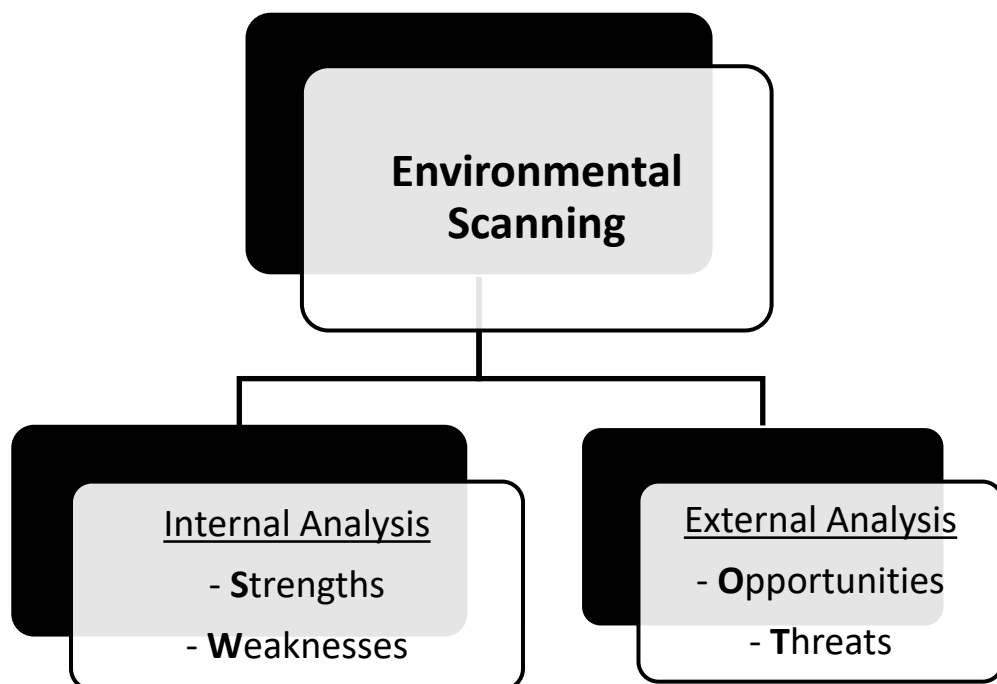 Environmental
Scanning
Internal Analysis
- Strengths
- Weaknesses
External Analysis
- Opportunities
- Threats